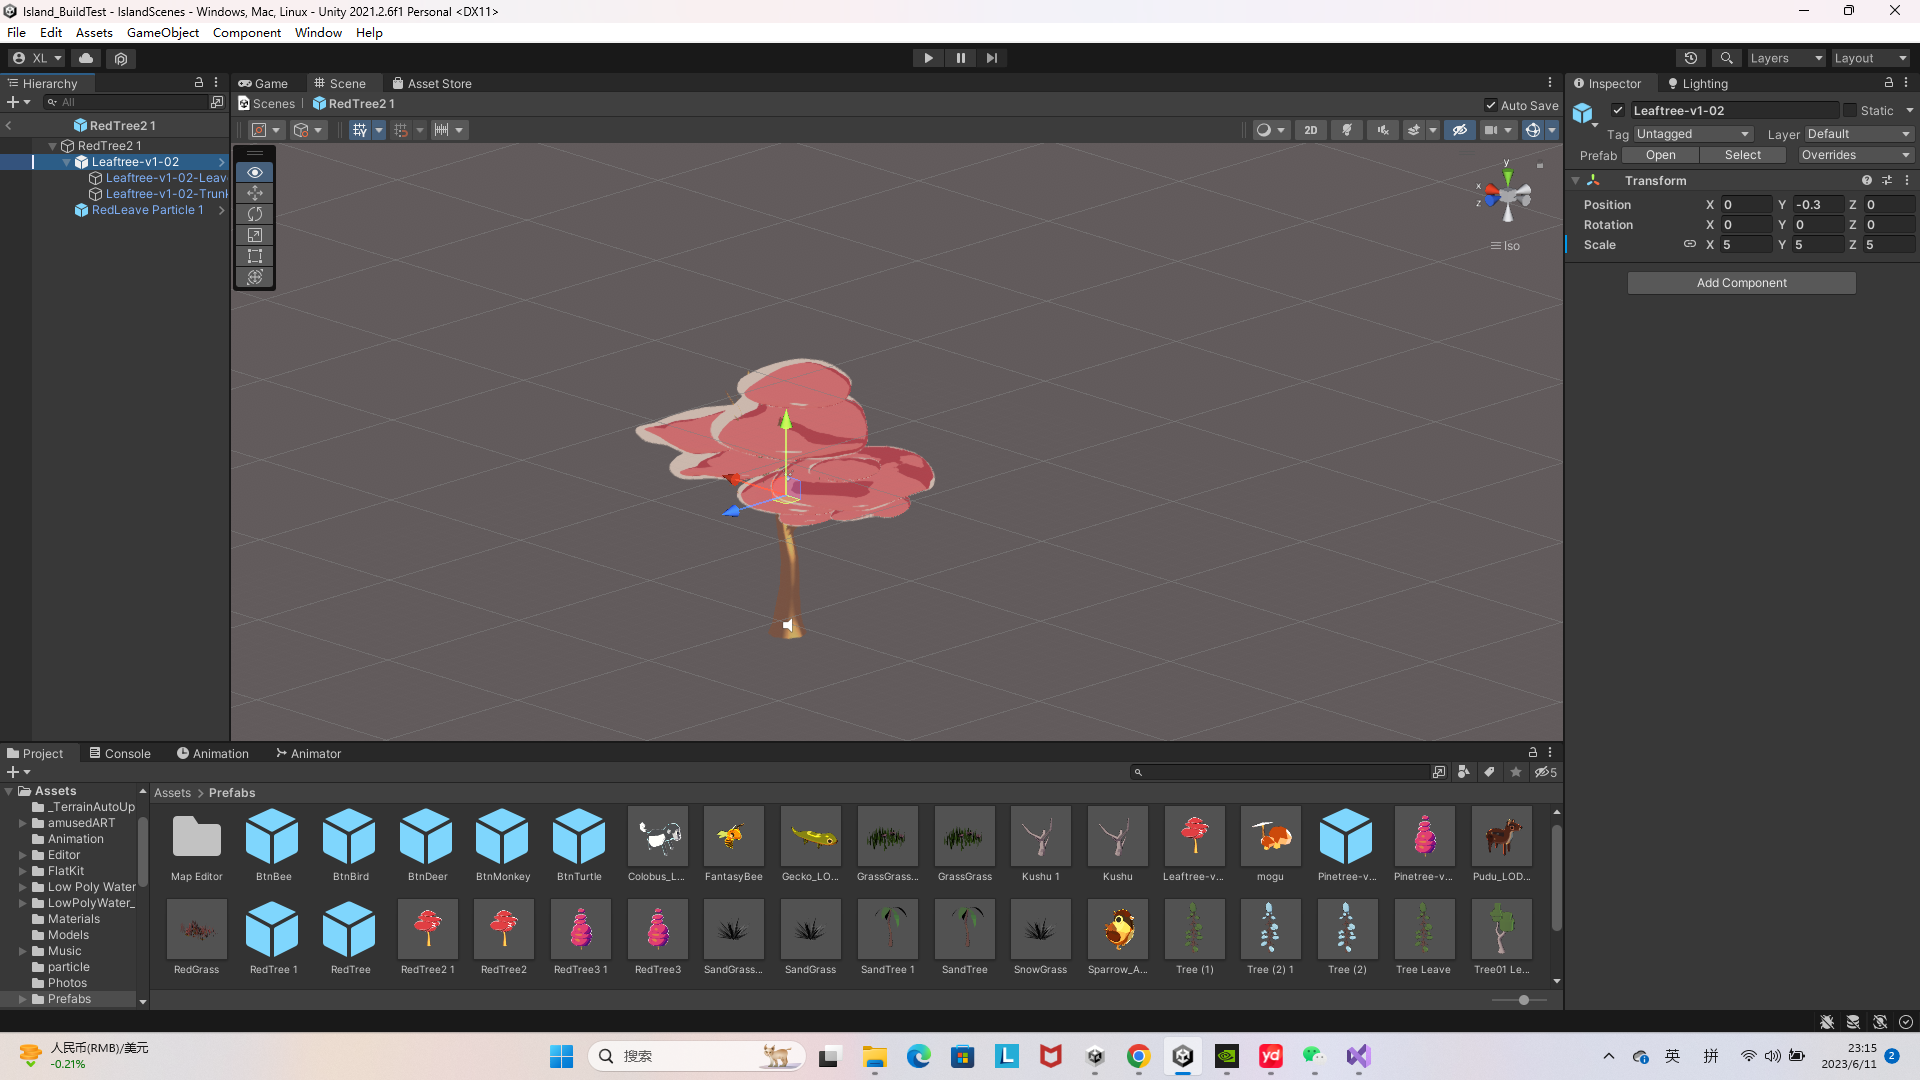 Island_BuildTest - IslandScenes - Windows, Mac, Linux - Unity 2021.2.6f1 Personal <DX11>
File Edit Assets GameObject Component Window Help
XL Layers Layout
Hierarchy Game Scene Asset Store Inspector Lighting
All
Scenes RedTree2 1 Auto Save
Leaftree-v1-02 Static
Tag Untagged Layer Default
Prefab Open Select Overrides
RedTree2 1
RedTree2 1
Leaftree-v1-02
Leaftree-v1-02-Leav
Leaftree-v1-02-Trunk
RedLeave Particle 1
2D
y
x
z
Iso
Transform
Position X 0 Y -0.3 Z 0
Rotation X 0 Y 0 Z 0
Scale X 5 Y 5 Z 5
Add Component
Project Console Animation Animator
5
Assets
_TerrainAutoUp
amusedART
Animation
Editor
FlatKit
Low Poly Water
LowPolyWater_
Materials
Models
Music
particle
Photos
Prefabs
Assets > Prefabs
Map Editor BtnBee BtnBird BtnDeer BtnMonkey BtnTurtle Colobus_L... FantasyBee Gecko_LO... GrassGrass... GrassGrass Kushu 1 Kushu Leaftree-v... mogu Pinetree-v... Pinetree-v... Pudu_LOD...
RedGrass RedTree 1 RedTree RedTree2 1 RedTree2 RedTree3 1 RedTree3 SandGrass... SandGrass SandTree 1 SandTree SnowGrass Sparrow_A... Tree (1) Tree (2) 1 Tree (2) Tree Leave Tree01 Le...
人民币(RMB)/美元
-0.21%
搜索
L
yd
英 拼
23:15
2023/6/11
2